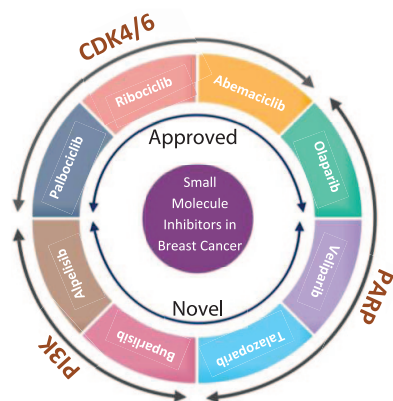 CDK4/6
Ribociclib
Abemaciclib
Palbociclib
Olaparib
Approved
Small
Molecule
Inhibitors in
Breast Cancer
Alpelisib
Veliparib
Novel
Buparlisib
Talazoparib
PI3K
PARP